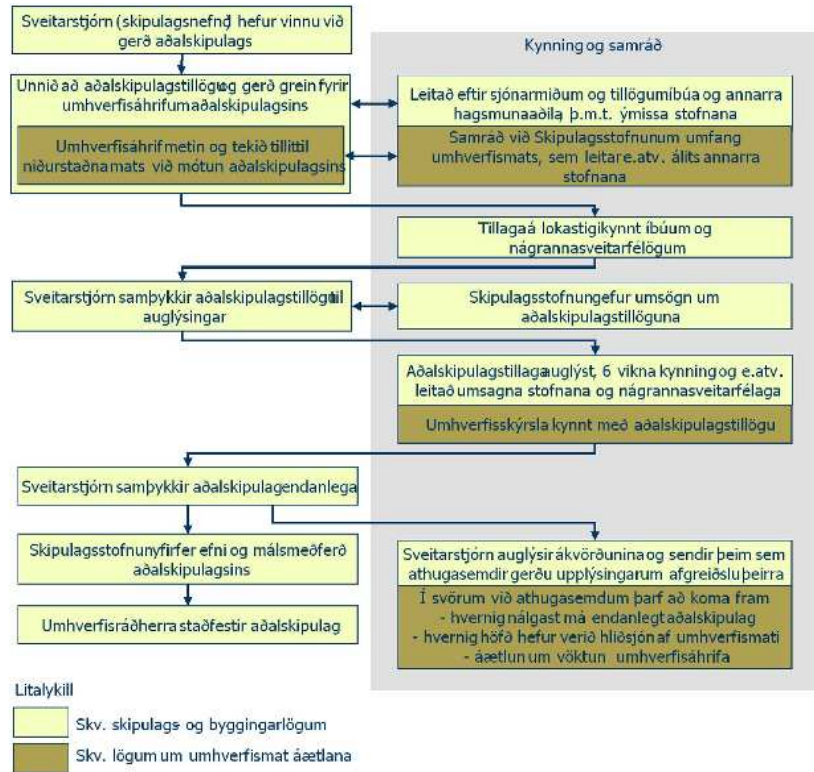 Sveitarstjórn (skipulagsnefnd) hefur vinnu við
gerð aðalskipulags
Kynning og samráð
Unnið að aðalskipulagstillögu og gerð grein fyrir
umhverfisáhrifum aðalskipulagsins
Umhverfisáhrif metin og tekið tillit til
niðurstaðna mats við mótun aðalskipulagsins
Leitað eftir sjónarmiðum og tillögum íbúa og annarra
hagsmunaaðila, þ.m.t. ýmissa stofnana
Samráð við Skipulagsstofnun um umfang
umhverfismats, sem leitar e.atv. álits annarra
stofnana
Tillaga á lokastigi kynnt íbúum og
nágrannasveitarfélögum
Sveitarstjórn samþykkir aðalskipulagstillögu til
auglýsingar
Skipulagsstofnun gefur umsögn um
aðalskipulagstillöguna
Aðalskipulagstillaga auglýst, 6 vikna kynning og e.atv.
leitað umsagna stofnana og nágrannasveitarfélaga
Umhverfisskýrsla kynnt með aðalskipulagstillögu
Sveitarstjórn samþykkir aðalskipulag endanlega
Skipulagsstofnun yfirfer efni og málsmeðferð
aðalskipulagsins
Umhverfisráðherra staðfestir aðalskipulag
Sveitarstjórn auglýsir ákvörðunina og sendir þeim sem
athugasemdir gerðu upplýsingar um afgreiðslu þeirra
Í svörum við athugasemdum þarf að koma fram
- hvernig nálgast má endanlegt aðalskipulag
- hvernig höfð hefur verið hliðsjón af umhverfismati
- áætlun um vöktun umhverfisáhrifa
Litalykill
Skv. skipulags- og byggingarlögum
Skv. lögum um umhverfismat áætlana